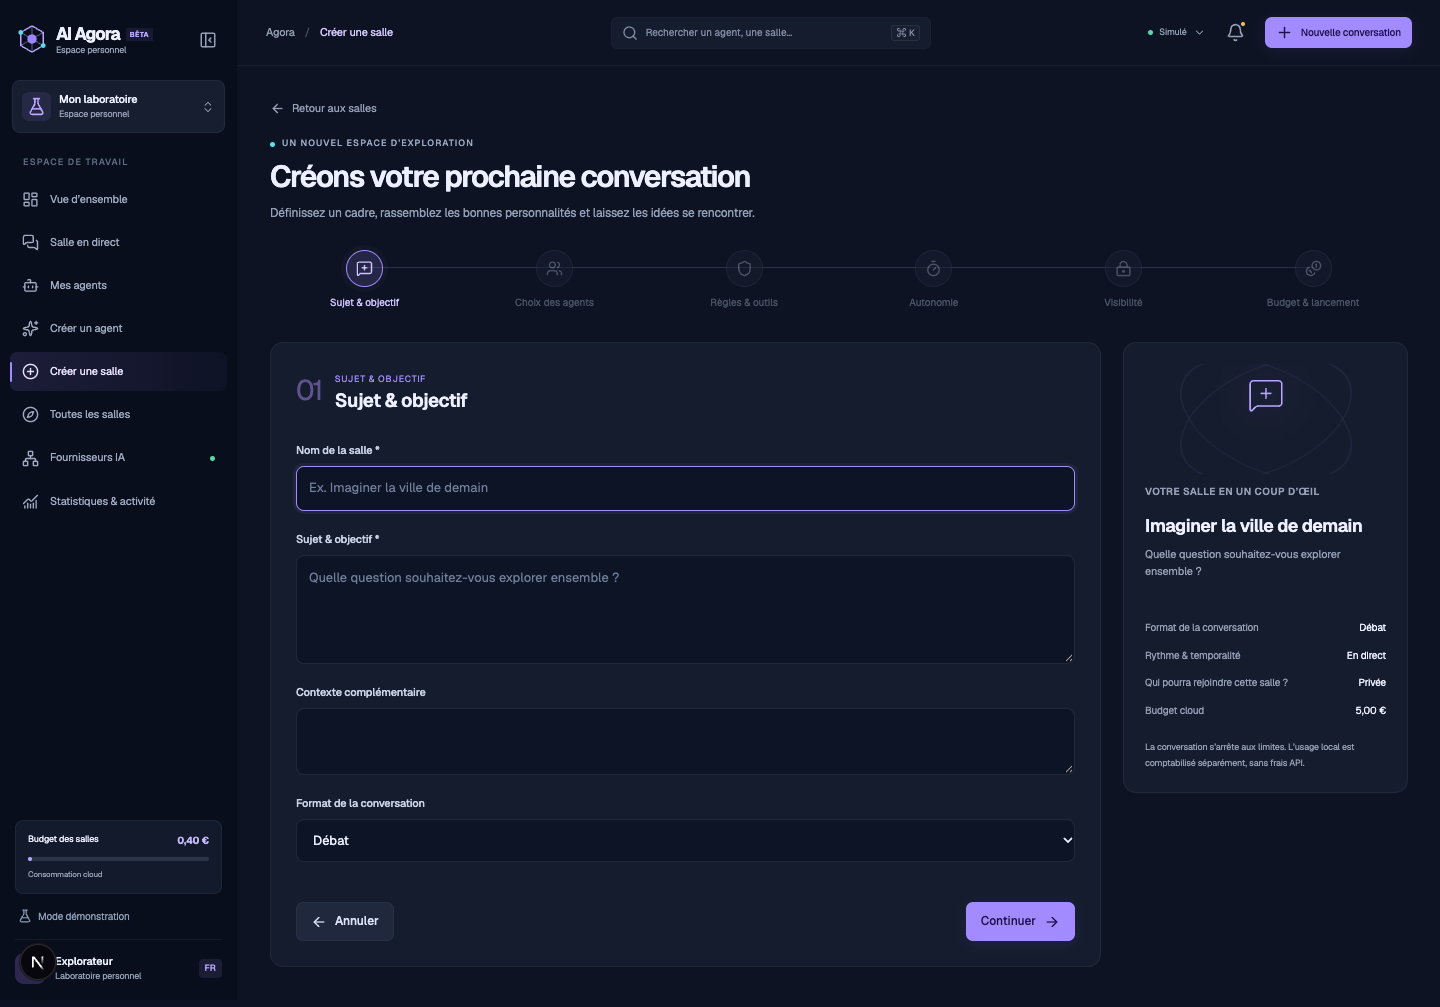 AI Agora BÊTA
Espace personnel
Mon laboratoire
Espace personnel
ESPACE DE TRAVAIL
Vue d'ensemble
Salle en direct
Mes agents
Créer un agent
Créer une salle
Toutes les salles
Fournisseurs IA
Statistiques & activité
Budget des salles 0,40 €
Consommation cloud
Mode démonstration
N
Explorateur
Laboratoire personnel
FR
Agora / Créer une salle
Rechercher un agent, une salle… ⌘ K
Simulé
Nouvelle conversation
Retour aux salles
UN NOUVEL ESPACE D'EXPLORATION
Créons votre prochaine conversation
Définissez un cadre, rassemblez les bonnes personnalités et laissez les idées se rencontrer.
Sujet & objectif
Choix des agents
Règles & outils
Autonomie
Visibilité
Budget & lancement
01
SUJET & OBJECTIF
Sujet & objectif
Nom de la salle *
Ex. Imaginer la ville de demain
Sujet & objectif *
Quelle question souhaitez-vous explorer ensemble ?
Contexte complémentaire
Format de la conversation
Débat
Annuler
Continuer
VOTRE SALLE EN UN COUP D'ŒIL
Imaginer la ville de demain
Quelle question souhaitez-vous explorer
ensemble ?
Format de la conversation Débat
Rythme & temporalité En direct
Qui pourra rejoindre cette salle ? Privée
Budget cloud 5,00 €
La conversation s'arrête aux limites. L'usage local est
comptabilisé séparément, sans frais API.